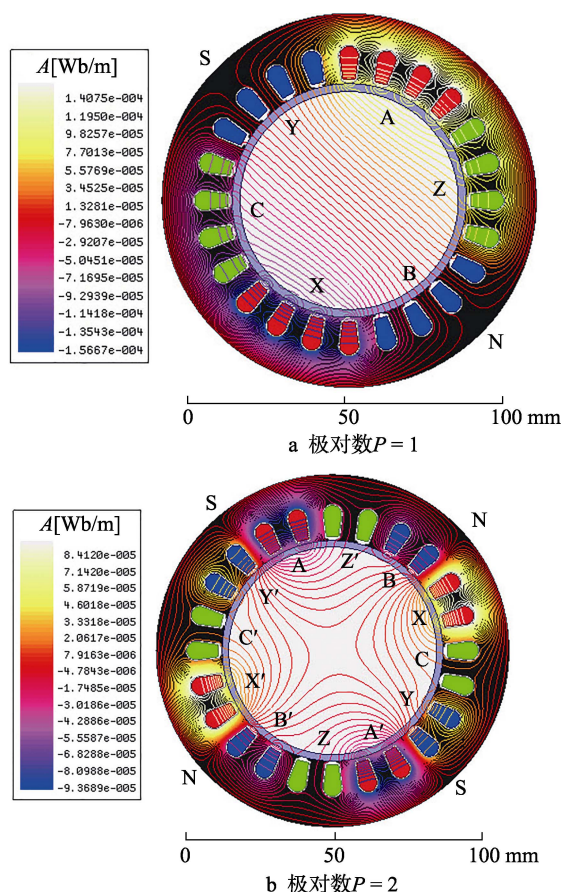 A[Wb/m]
1.4075e-004
1.1950e-004
9.8257e-005
7.7013e-005
5.5769e-005
3.4525e-005
1.3281e-005
-7.9630e-006
-2.9207e-005
-5.0451e-005
-7.1695e-005
-9.2939e-005
-1.1418e-004
-1.3543e-004
-1.5667e-004
S
Y
A
C
Z
X
B
N
0 50 100 mm
a 极对数P = 1
A[Wb/m]
8.4120e-005
7.1420e-005
5.8719e-005
4.6018e-005
3.3318e-005
2.0617e-005
7.9163e-006
-4.7843e-006
-1.7485e-005
-3.0186e-005
-4.2886e-005
-5.5587e-005
-6.8288e-005
-8.0988e-005
-9.3689e-005
S
N
A Z′ B
Y′
X
C′
C
X′
Y
B′
Z A′
N
S
0 50 100 mm
b 极对数P = 2